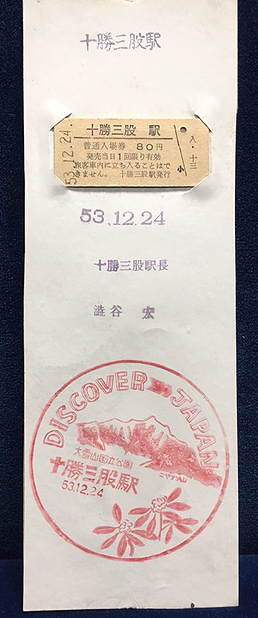 十勝三股駅
53.12.24.
十勝三股 駅
普通入場券 80円
発売当日1回限り有効
旅客車内に立ち入ることはで
きません。 十勝三股駅発行
入・十三
53.12.24
十勝三股駅長
澁谷 宏
DISCOVER JAPAN
大雪山国立公園
十勝三股駅
53.12.24